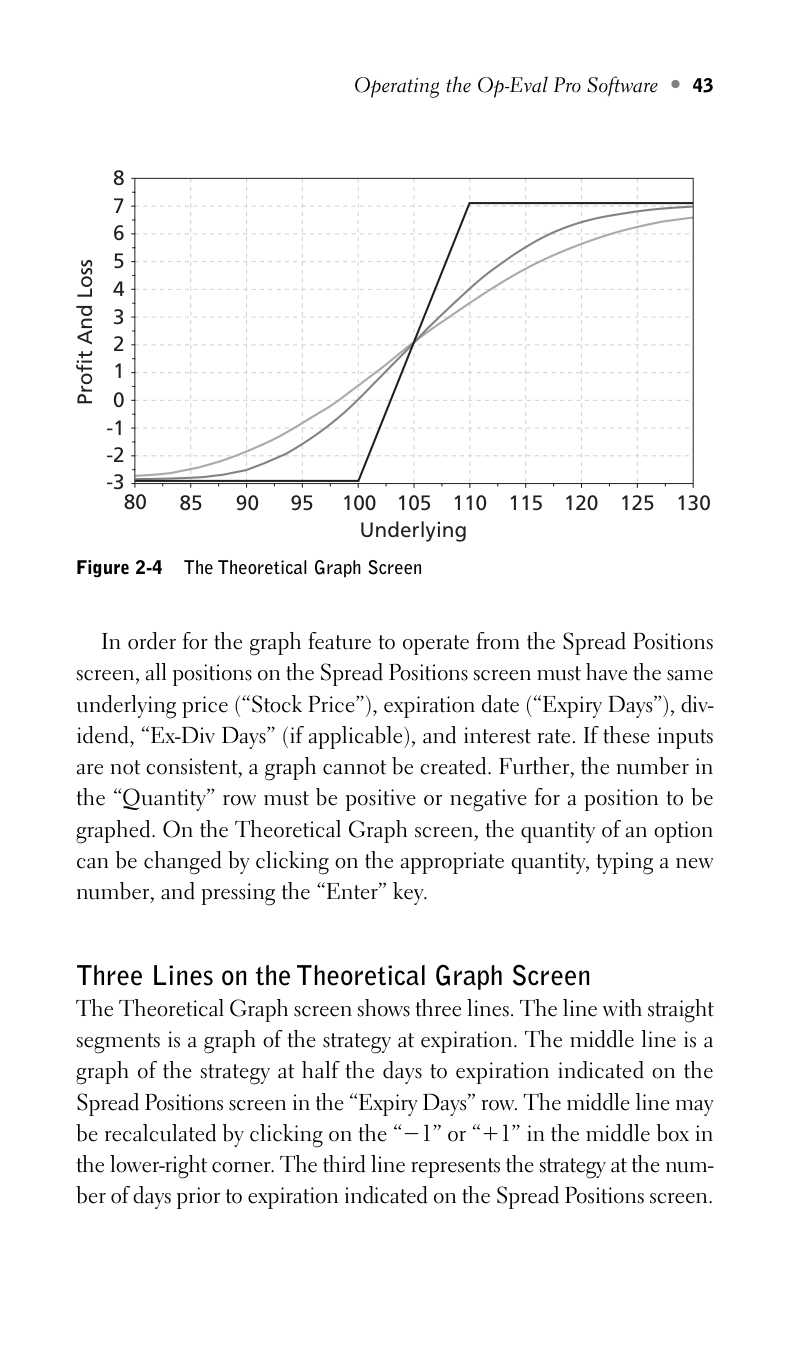 Operating the Op-Eval Pro Software • 43
8
7
6
5
4
3
2
1
0
-1
-2
-3
Profit And Loss
80 85 90 95 100 105 110 115 120 125 130
Underlying
Figure 2-4 The Theoretical Graph Screen
In order for the graph feature to operate from the Spread Positions
screen, all positions on the Spread Positions screen must have the same
underlying price (“Stock Price”), expiration date (“Expiry Days”), div-
idend, “Ex-Div Days” (if applicable), and interest rate. If these inputs
are not consistent, a graph cannot be created. Further, the number in
the “Quantity” row must be positive or negative for a position to be
graphed. On the Theoretical Graph screen, the quantity of an option
can be changed by clicking on the appropriate quantity, typing a new
number, and pressing the “Enter” key.
Three Lines on the Theoretical Graph Screen
The Theoretical Graph screen shows three lines. The line with straight
segments is a graph of the strategy at expiration. The middle line is a
graph of the strategy at half the days to expiration indicated on the
Spread Positions screen in the “Expiry Days” row. The middle line may
be recalculated by clicking on the “−1” or “+1” in the middle box in
the lower-right corner. The third line represents the strategy at the num-
ber of days prior to expiration indicated on the Spread Positions screen.